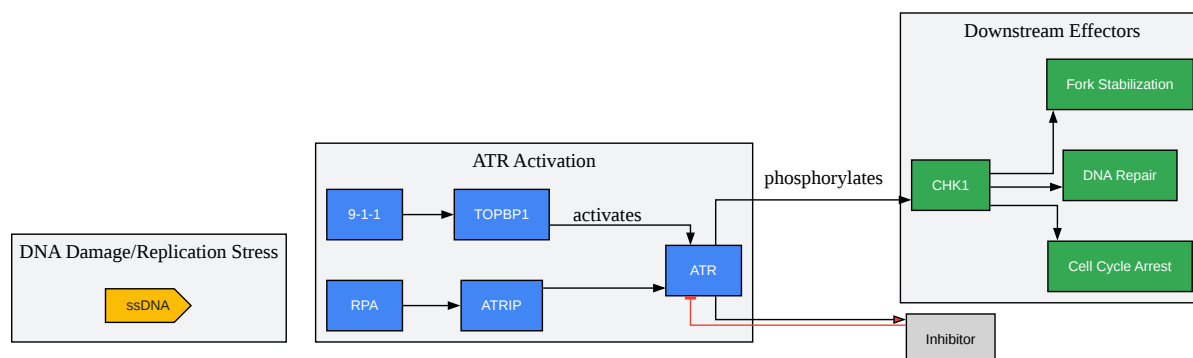 DNA Damage/Replication Stress
ssDNA
ATR Activation
9-1-1
TOPBP1
activates
RPA
ATRIP
ATR
phosphorylates
Downstream Effectors
Fork Stabilization
CHK1
DNA Repair
Cell Cycle Arrest
Inhibitor